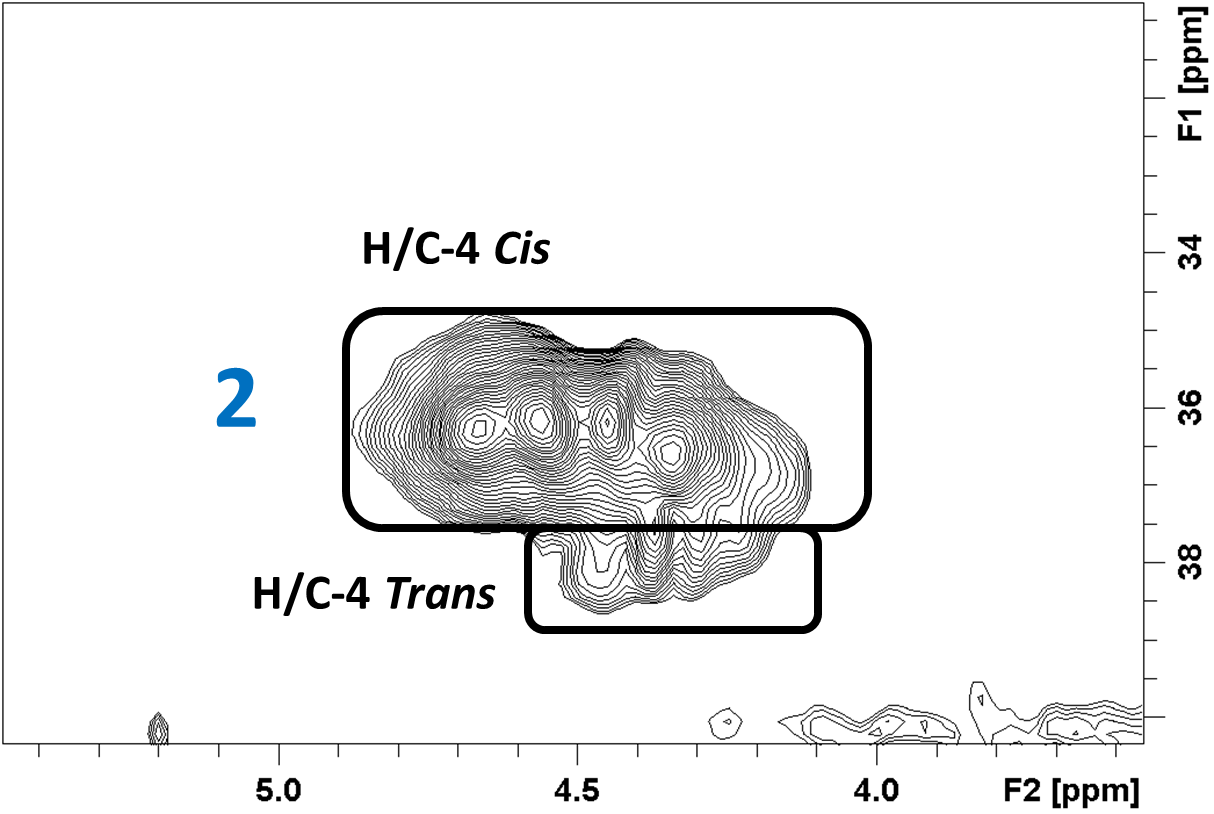 F1 [ppm]
H/C-4 Cis
34
2
36
H/C-4 Trans
38
5.0 4.5 4.0 F2 [ppm]